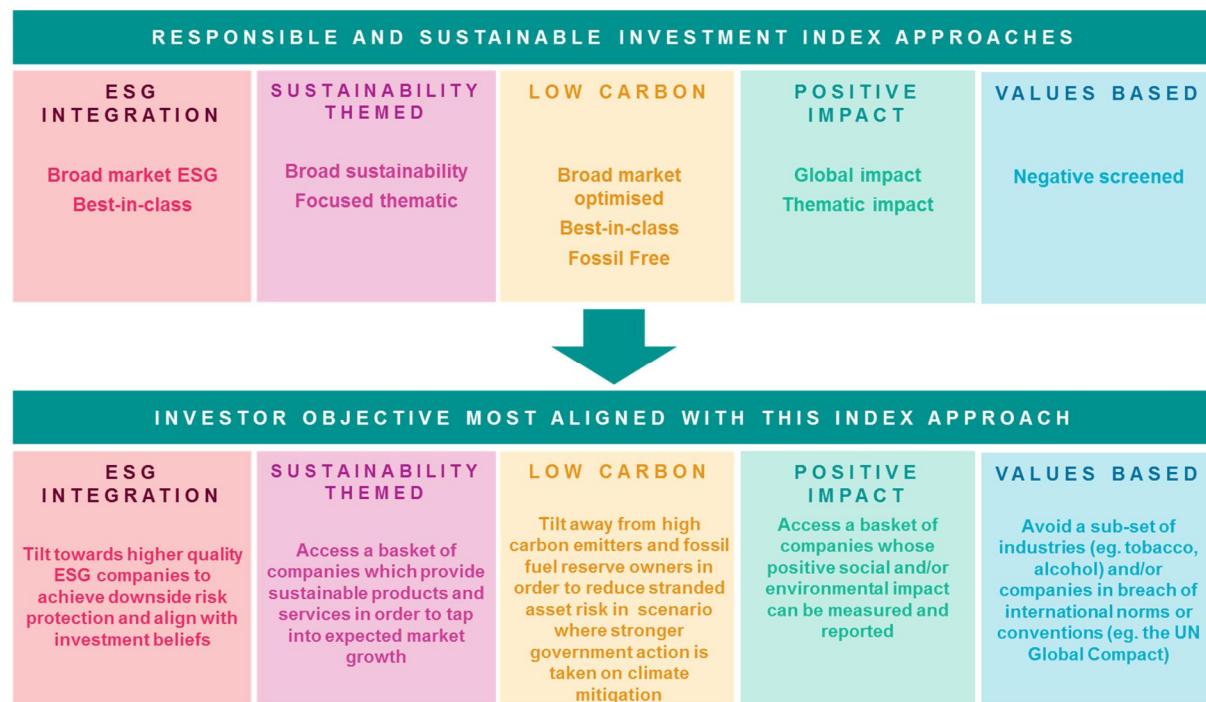 RESPONSIBLE AND SUSTAINABLE INVESTMENT INDEX APPROACHES
ESG
INTEGRATION
Broad market ESG
Best-in-class
SUSTAINABILITY
THEMED
Broad sustainability
Focused thematic
LOW CARBON
Broad market
optimised
Best-in-class
Fossil Free
POSITIVE
IMPACT
Global impact
Thematic impact
VALUES BASED
Negative screened
INVESTOR OBJECTIVE MOST ALIGNED WITH THIS INDEX APPROACH
ESG
INTEGRATION
Tilt towards higher quality
ESG companies to
achieve downside risk
protection and align with
investment beliefs
SUSTAINABILITY
THEMED
Access a basket of
companies which provide
sustainable products and
services in order to tap
into expected market
growth
LOW CARBON
Tilt away from high
carbon emitters and fossil
fuel reserve owners in
order to reduce stranded
asset risk in scenario
where stronger
government action is
taken on climate
mitigation
POSITIVE
IMPACT
Access a basket of
companies whose
positive social and/or
environmental impact
can be measured and
reported
VALUES BASED
Avoid a sub-set of
industries (eg. tobacco,
alcohol) and/or
companies in breach of
international norms or
conventions (eg. the UN
Global Compact)